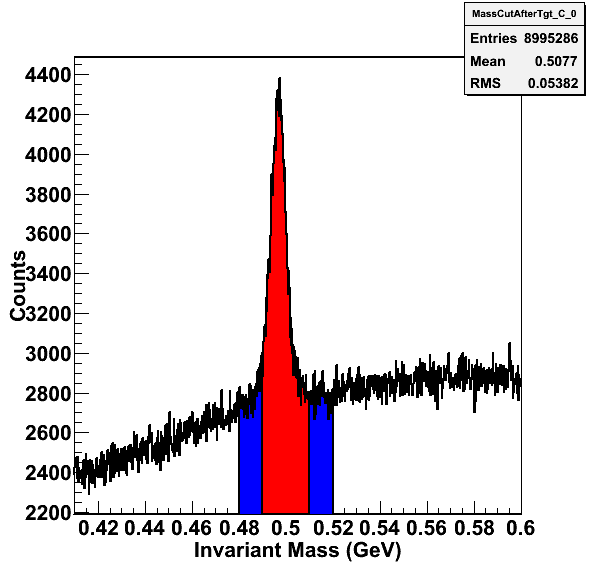 MassCutAfterTgt_C_0
Entries 8995286
Mean 0.5077
RMS 0.05382
4400
4200
4000
3800
3600
3400
3200
3000
2800
2600
2400
2200
Counts
0.42 0.44 0.46 0.48 0.5 0.52 0.54 0.56 0.58 0.6
Invariant Mass (GeV)